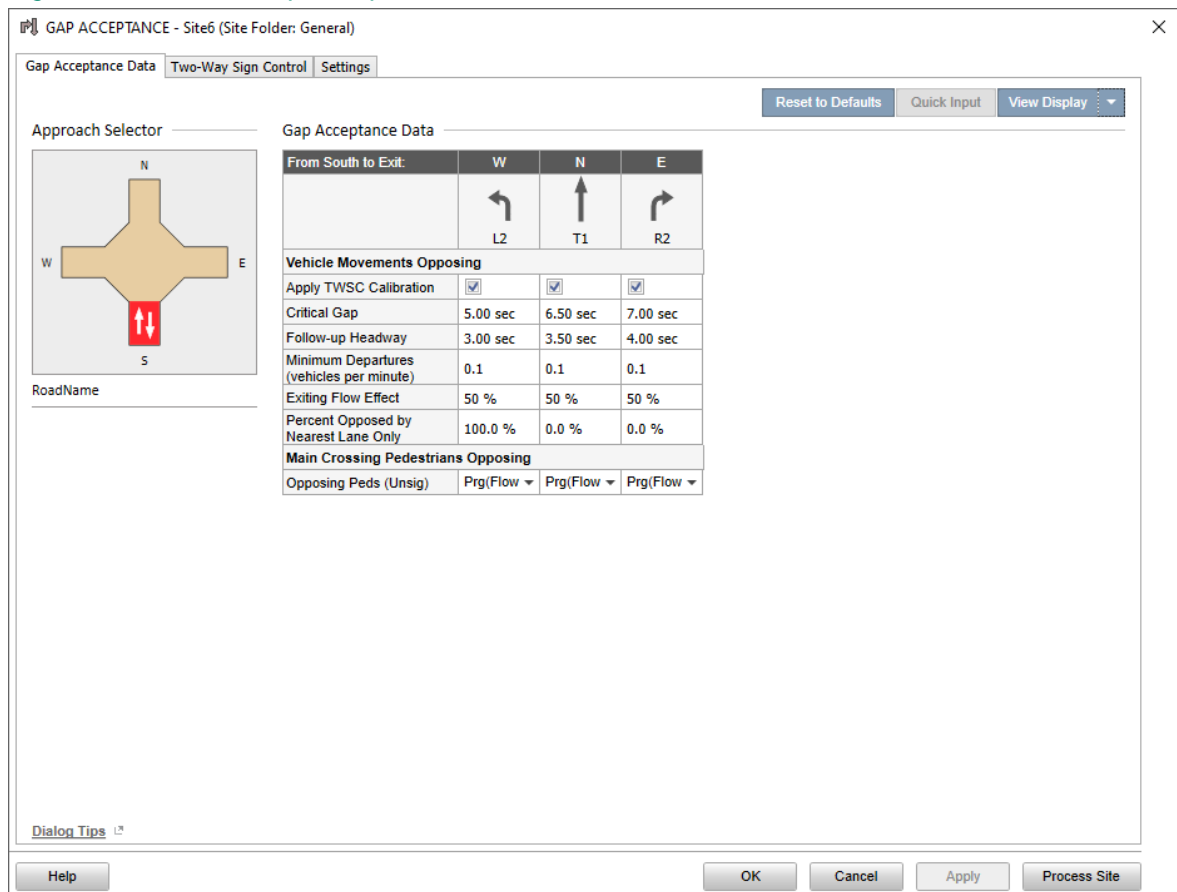 GAP ACCEPTANCE - Site6 (Site Folder: General)
Gap Acceptance Data Two-Way Sign Control Settings
Reset to Defaults Quick Input View Display
Approach Selector
N
W E
S
RoadName
Gap Acceptance Data
From South to Exit: W N E
L2 T1 R2
Vehicle Movements Opposing
Apply TWSC Calibration
Critical Gap 5.00 sec 6.50 sec 7.00 sec
Follow-up Headway 3.00 sec 3.50 sec 4.00 sec
Minimum Departures
(vehicles per minute) 0.1 0.1 0.1
Exiting Flow Effect 50 % 50 % 50 %
Percent Opposed by
Nearest Lane Only 100.0 % 0.0 % 0.0 %
Main Crossing Pedestrians Opposing
Opposing Peds (Unsig) Prg(Flow Prg(Flow Prg(Flow
Dialog Tips
Help OK Cancel Apply Process Site